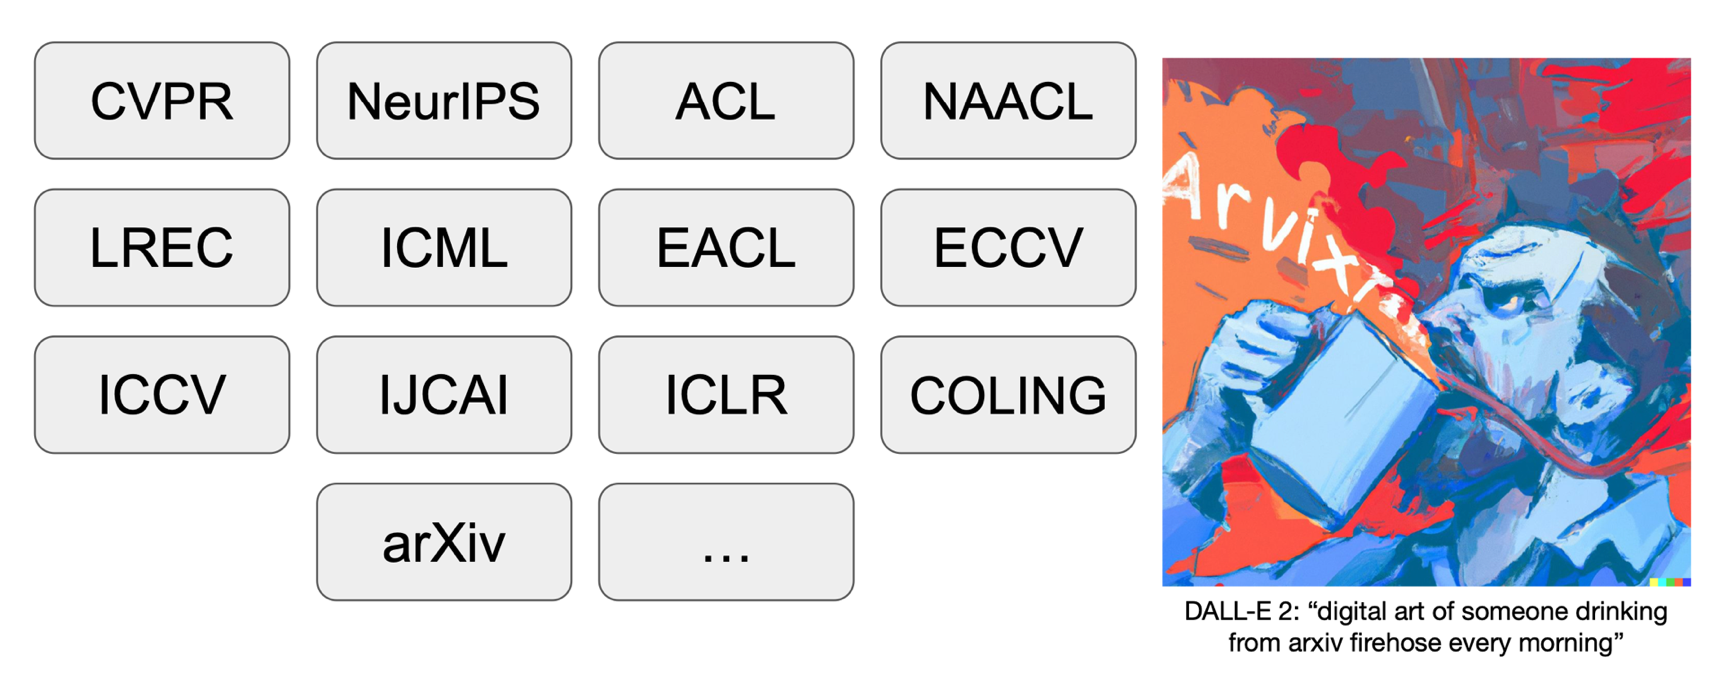 CVPR
NeurIPS
ACL
NAACL
LREC
ICML
EACL
ECCV
ICCV
IJCAI
ICLR
COLING
arXiv
…
Arvix
DALL-E 2: “digital art of someone drinking
from arxiv firehose every morning”